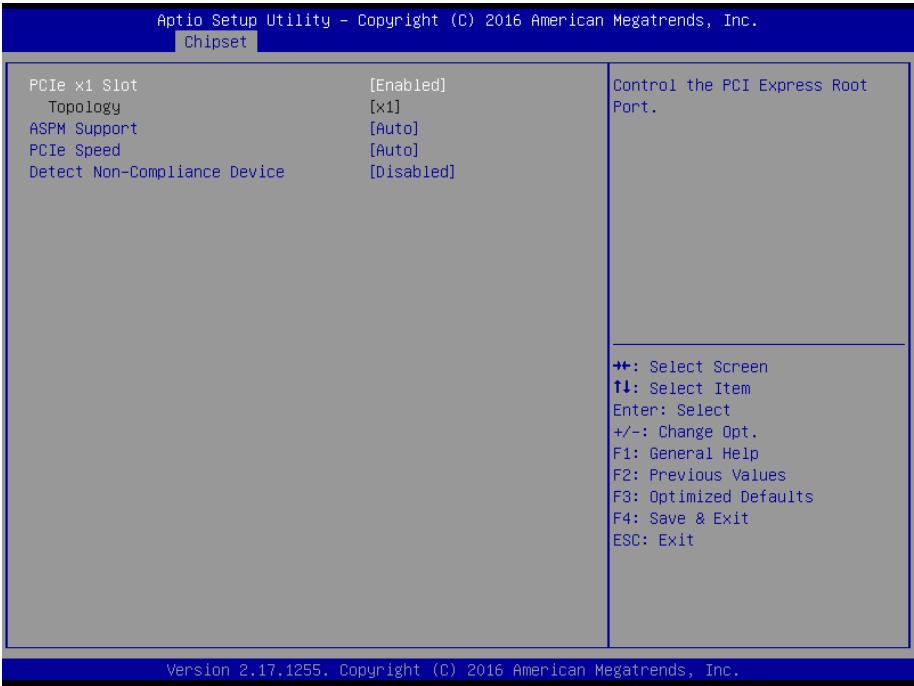 Aptio Setup Utility – Copyright (C) 2016 American Megatrends, Inc.
Chipset
PCIe x1 Slot [Enabled]
Topology [x1]
ASPM Support [Auto]
PCIe Speed [Auto]
Detect Non-Compliance Device [Disabled]
Control the PCI Express Root
Port.
→←: Select Screen
↑↓: Select Item
Enter: Select
+/-: Change Opt.
F1: General Help
F2: Previous Values
F3: Optimized Defaults
F4: Save & Exit
ESC: Exit
Version 2.17.1255. Copyright (C) 2016 American Megatrends, Inc.